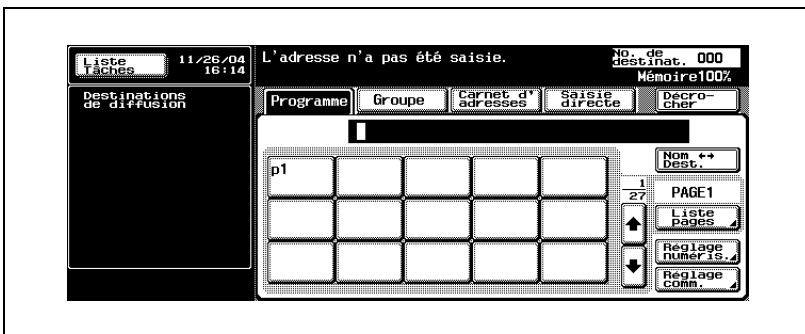 Liste
Tâches
11/26/04
16:14
L'adresse n'a pas été saisie.
No. de
destinat. 000
Mémoire100%
Destinations
de diffusion
Programme
Groupe
Carnet d'
adresses
Saisie
directe
Décro-
cher
Nom ↔
Dest.
p1
1
27
PAGE1
Liste
pages
Réglage
numéris.
Réglage
comm.